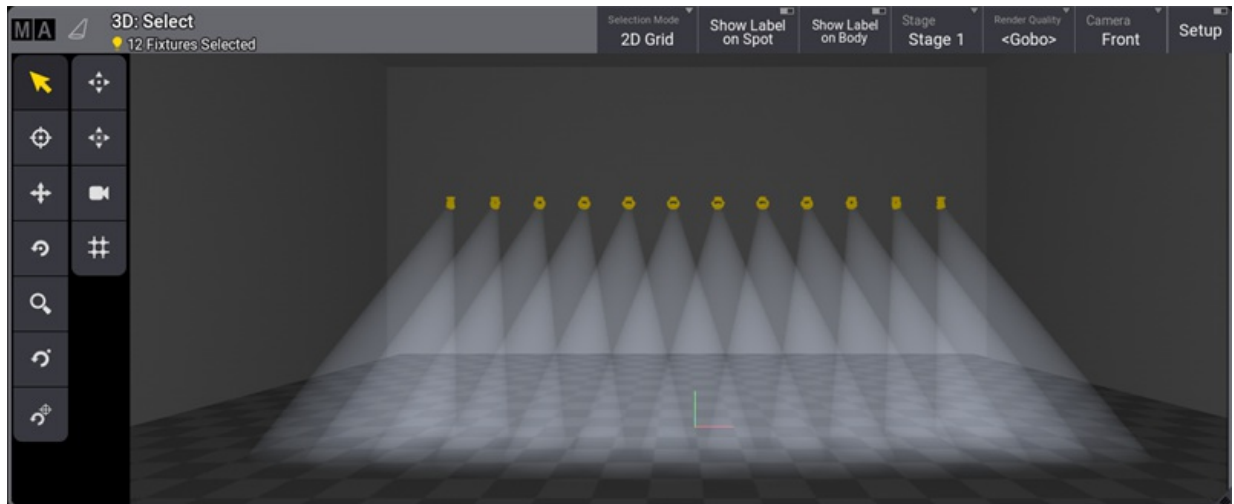 MA
3D: Select
12 Fixtures Selected
Selection Mode
2D Grid
Show Label
on Spot
Show Label
on Body
Stage
Stage 1
Render Quality
<Gobo>
Camera
Front
Setup